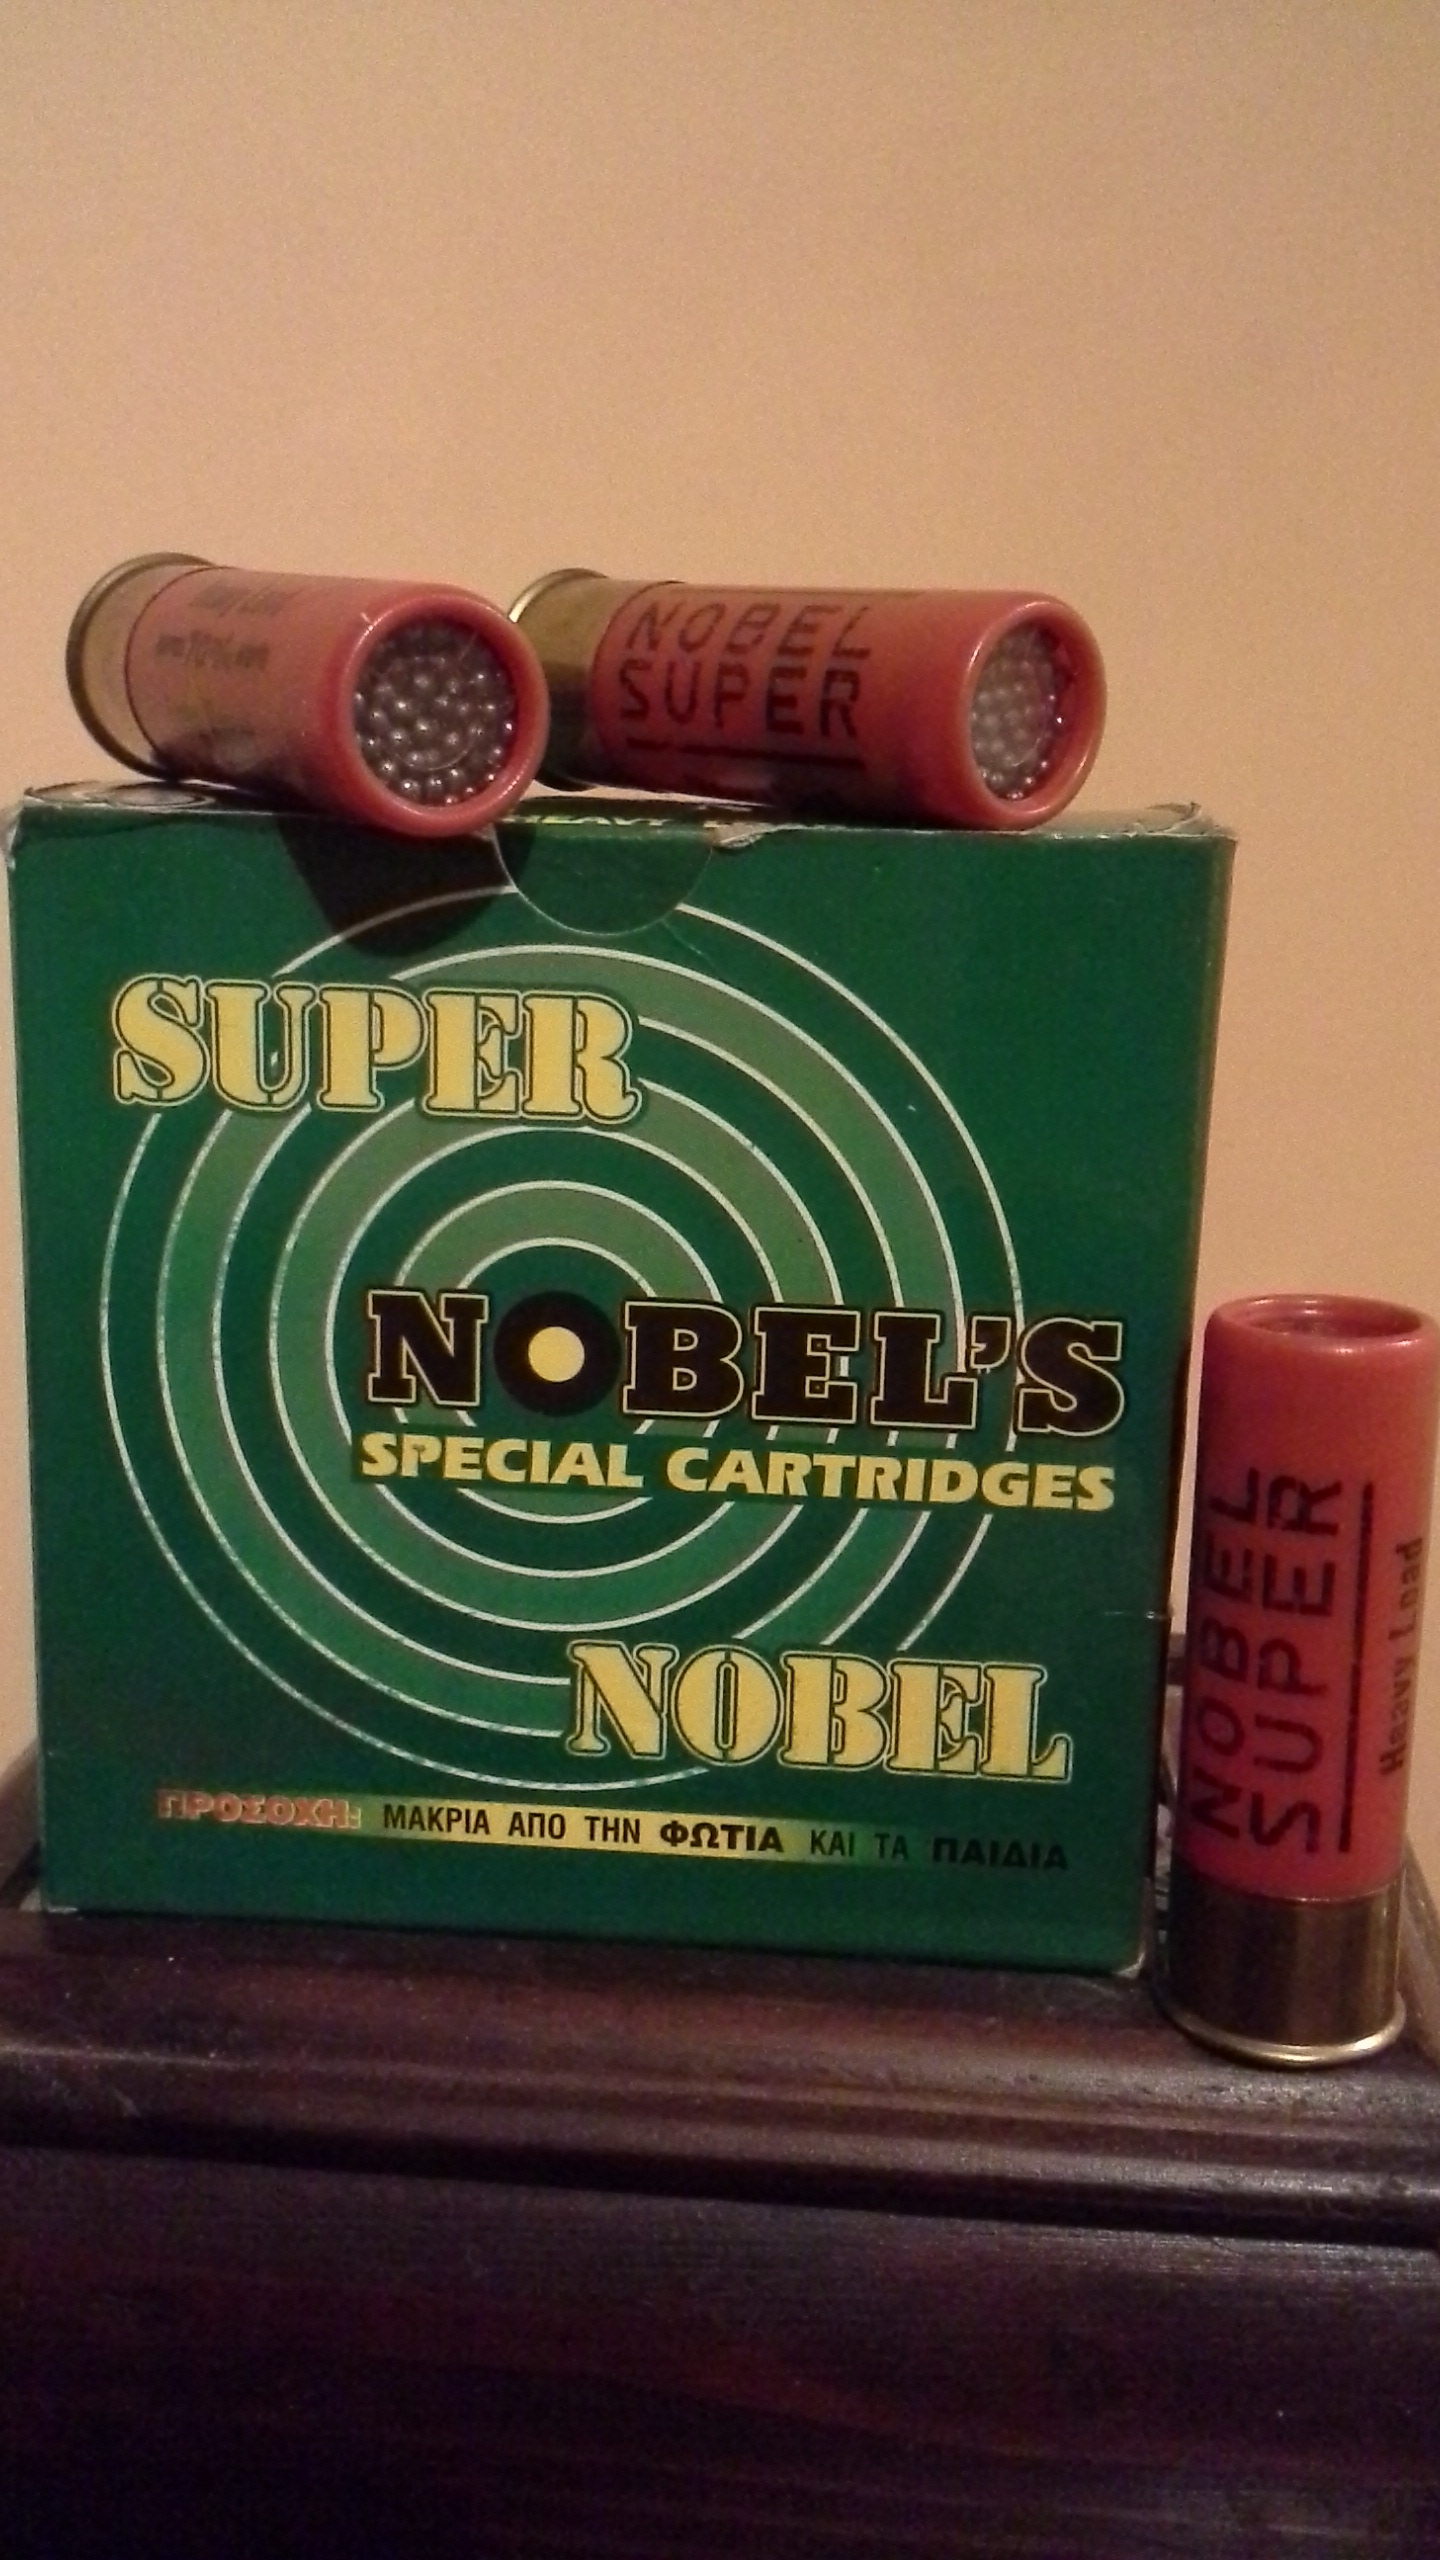 NOBEL
SUPER
HEAVY
SUPER
NOBEL'S
SPECIAL CARTRIDGES
NOBEL
ΠΡΟΣΟΧΗ: ΜΑΚΡΙΑ ΑΠΟ ΤΗΝ ΦΩΤΙΑ ΚΑΙ ΤΑ ΠΑΙΔΙΑ
NOBEL
SUPER
Heavy Load